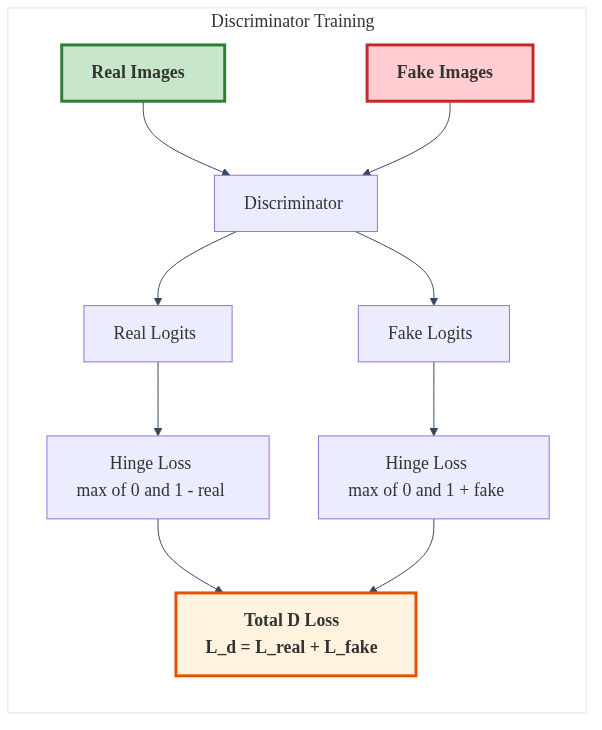 Discriminator Training
Real Images
Fake Images
Discriminator
Real Logits
Fake Logits
Hinge Loss
max of 0 and 1 - real
Hinge Loss
max of 0 and 1 + fake
Total D Loss
L_d = L_real + L_fake